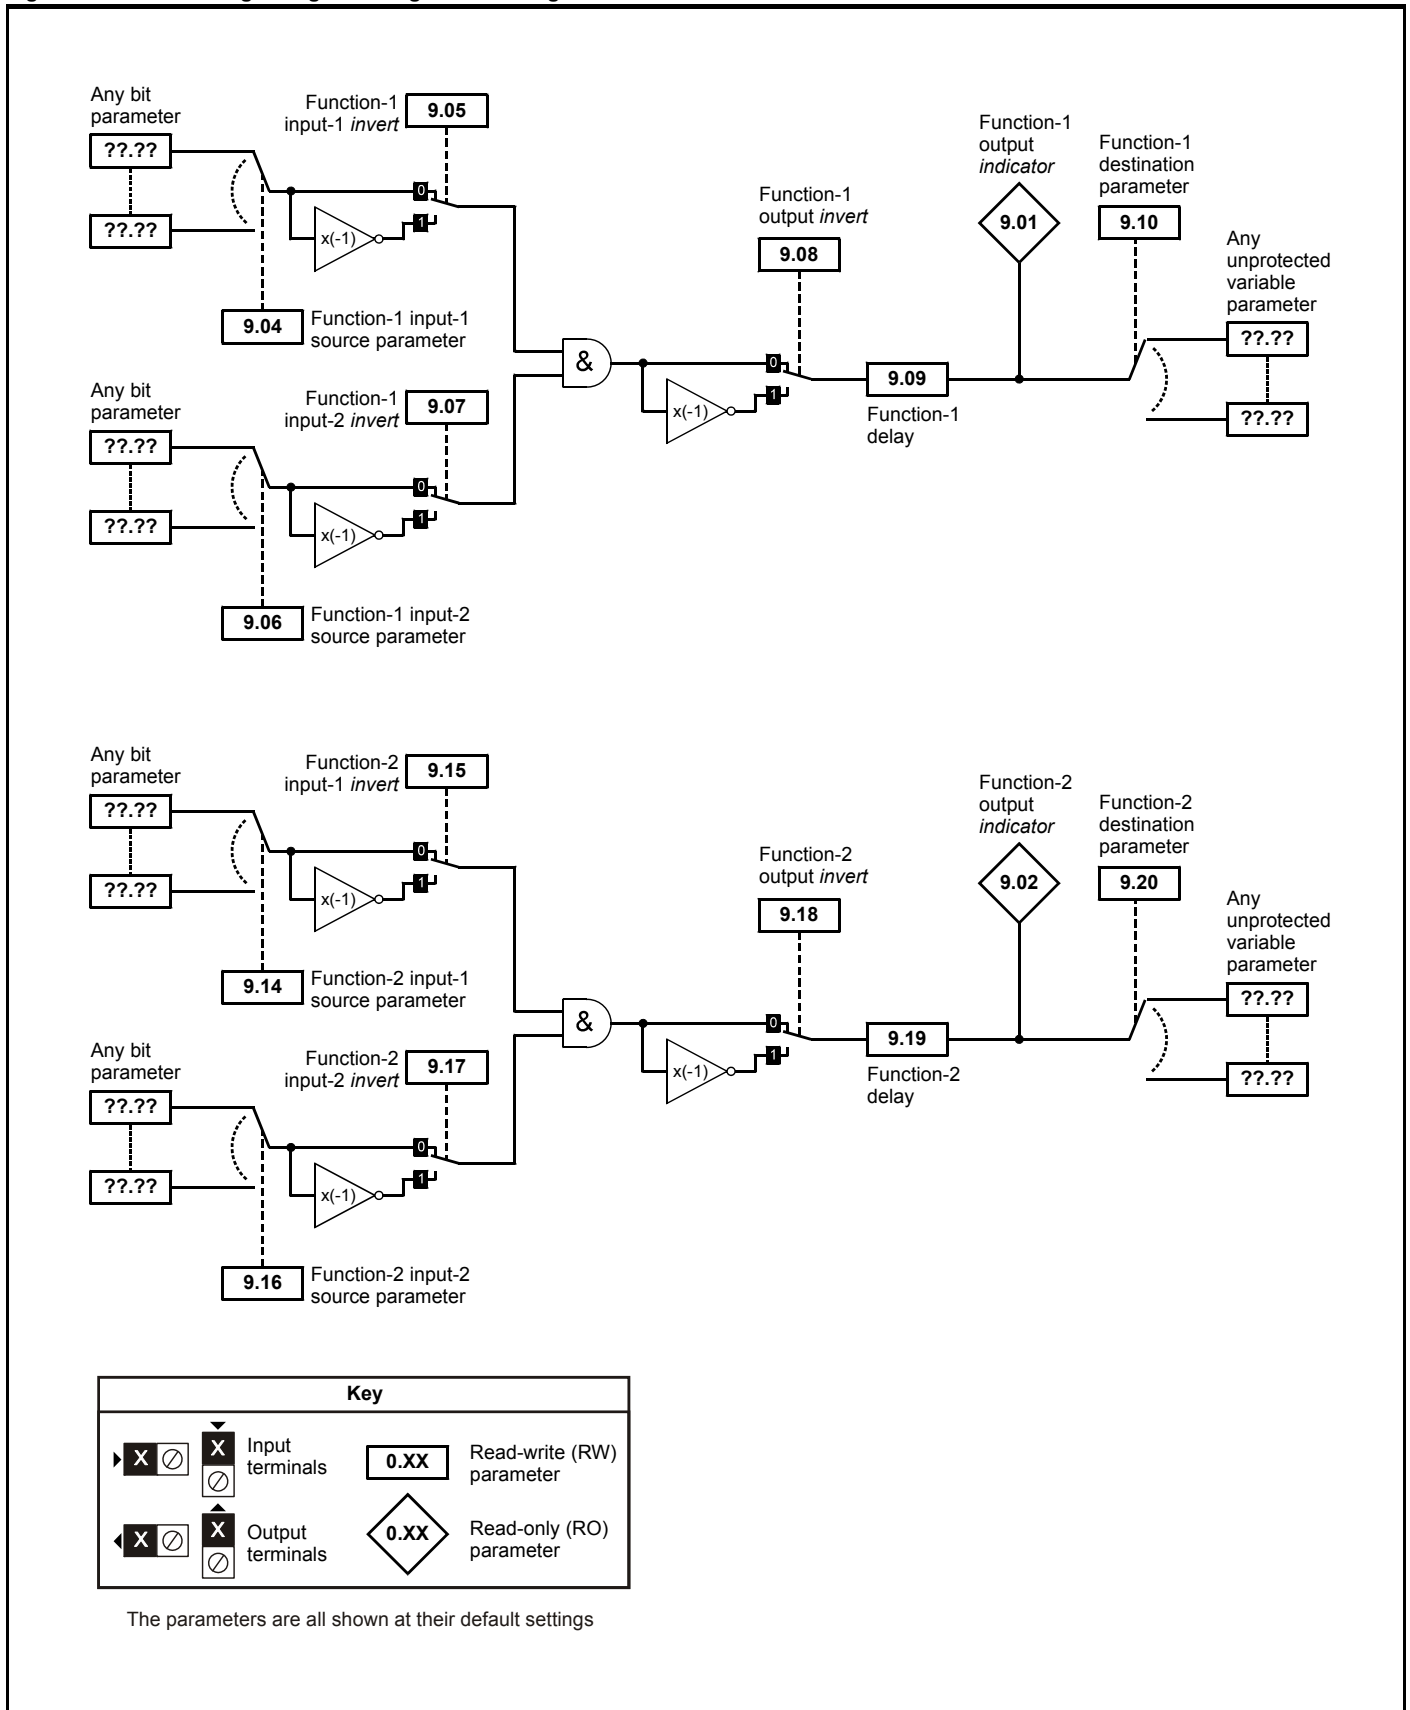 Any bit
parameter
??.??
??.??
Function-1
input-1 invert
9.05
0
1
x(-1)
9.04
Function-1 input-1
source parameter
Any bit
parameter
??.??
??.??
Function-1
input-2 invert
9.07
0
1
x(-1)
9.06
Function-1 input-2
source parameter
&
Function-1
output invert
9.08
0
1
x(-1)
9.09
Function-1
delay
Function-1
output
indicator
9.01
Function-1
destination
parameter
9.10
Any
unprotected
variable
parameter
??.??
??.??
Any bit
parameter
??.??
??.??
Function-2
input-1 invert
9.15
0
1
x(-1)
9.14
Function-2 input-1
source parameter
Any bit
parameter
??.??
??.??
Function-2
input-2 invert
9.17
0
1
x(-1)
9.16
Function-2 input-2
source parameter
&
Function-2
output invert
9.18
0
1
x(-1)
9.19
Function-2
delay
Function-2
output
indicator
9.02
Function-2
destination
parameter
9.20
Any
unprotected
variable
parameter
??.??
??.??
Key
X
X
Input
terminals
0.XX
Read-write (RW)
parameter
X
X
Output
terminals
0.XX
Read-only (RO)
parameter
The parameters are all shown at their default settings